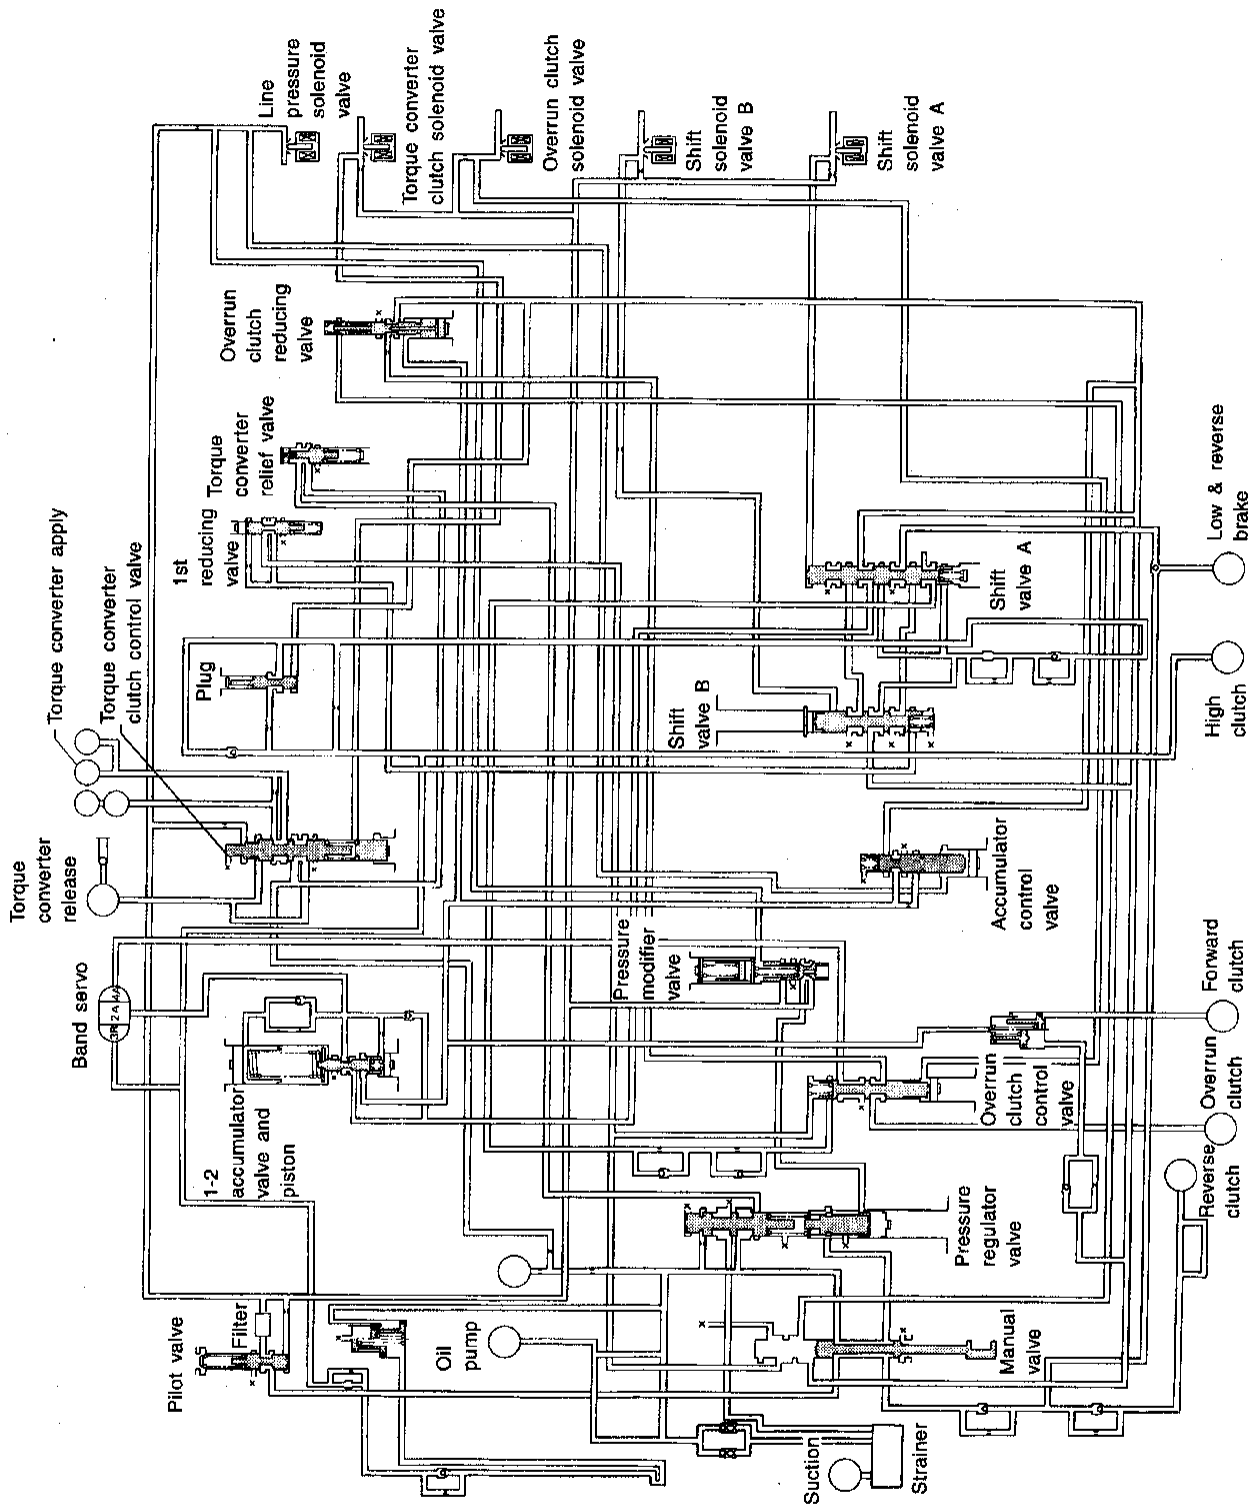 Torque
converter
release
Torque converter apply
Torque converter
clutch control valve
Band servo
3R 2A 4A
Pilot valve
Filter
1-2
accumulator
valve and
piston
Plug
1st
reducing
valve
Torque
converter
relief valve
Overrun
clutch
reducing
valve
Line
pressure
solenoid
valve
Torque converter
clutch solenoid valve
Overrun clutch
solenoid valve
Shift
solenoid
valve B
Shift
solenoid
valve A
Oil
pump
Pressure
modifier
valve
Shift
valve B
Suction
Strainer
Manual
valve
Pressure
regulator
valve
Overrun
clutch
control
valve
Accumulator
control
valve
Shift
valve A
Reverse
clutch
Overrun
clutch
Forward
clutch
High
clutch
Low & reverse
brake